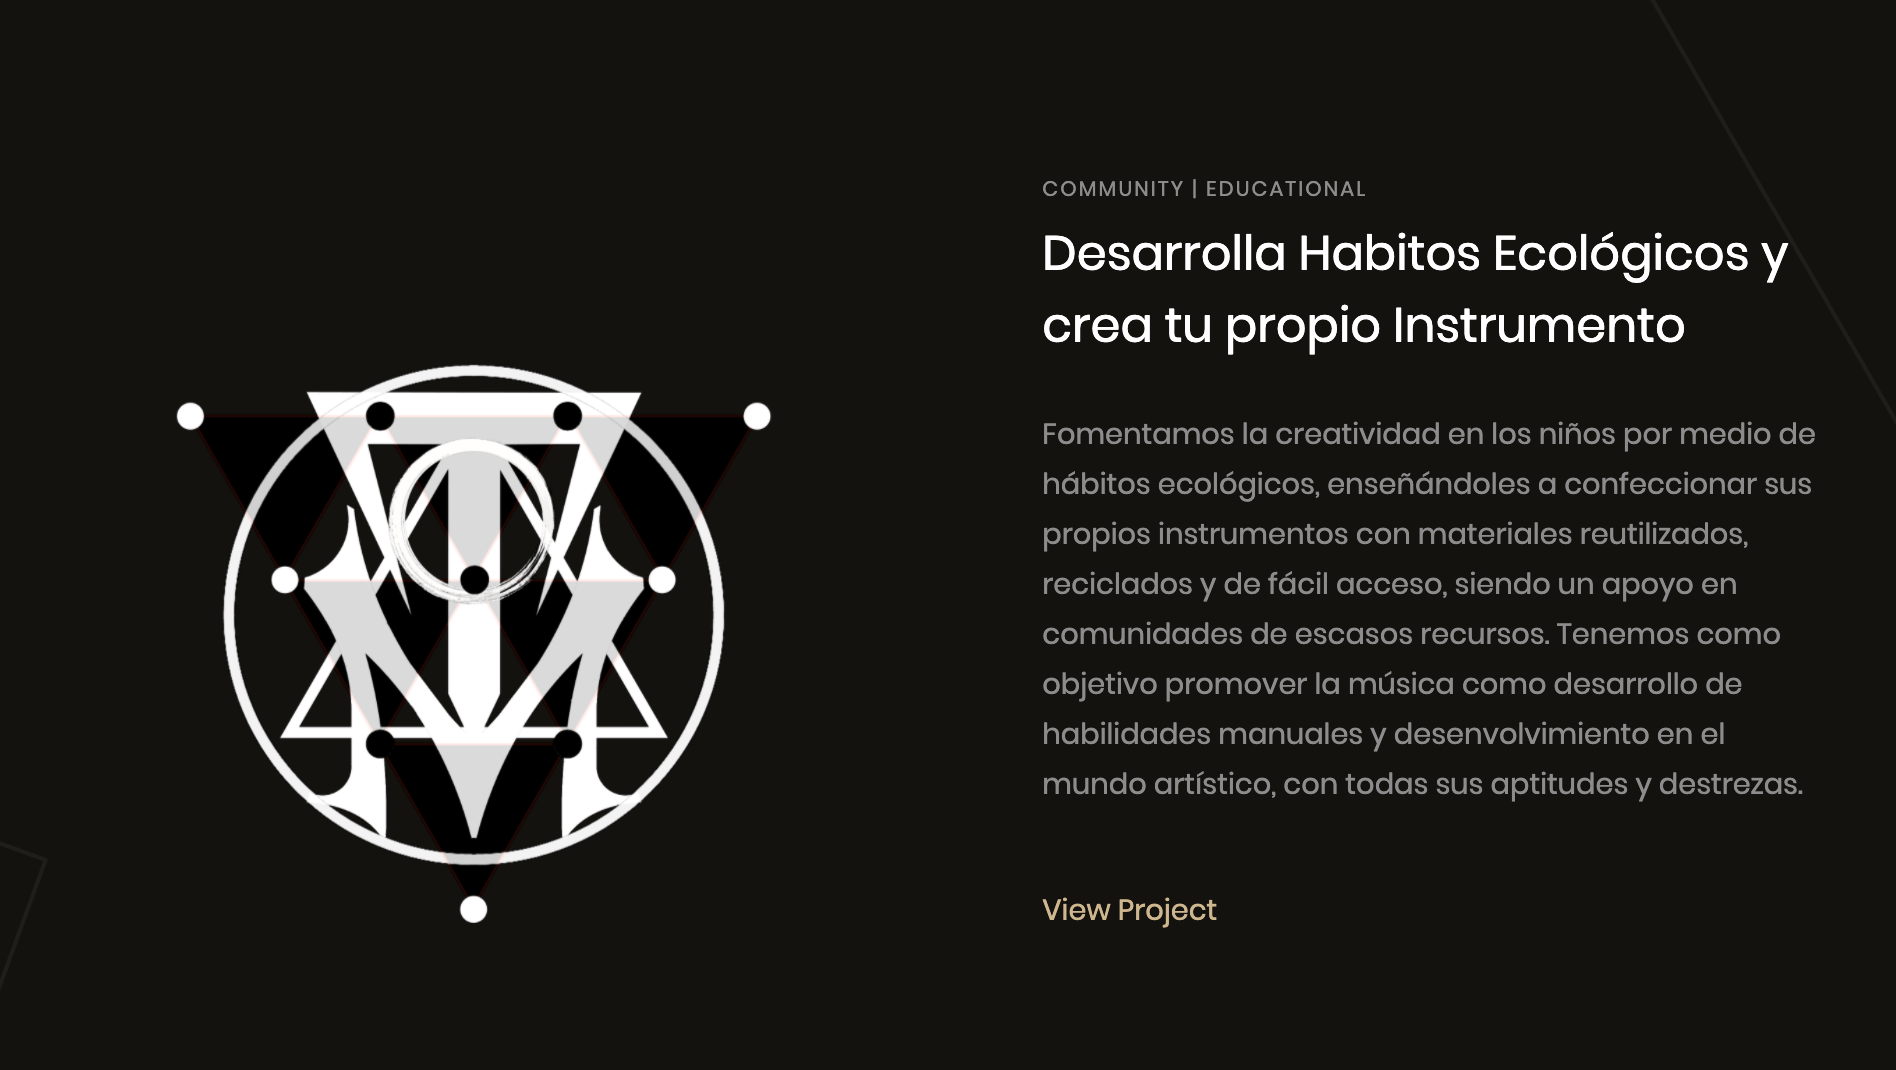 COMMUNITY | EDUCATIONAL
Desarrolla Habitos Ecológicos y
crea tu propio Instrumento
Fomentamos la creatividad en los niños por medio de
hábitos ecológicos, enseñándoles a confeccionar sus
propios instrumentos con materiales reutilizados,
reciclados y de fácil acceso, siendo un apoyo en
comunidades de escasos recursos. Tenemos como
objetivo promover la música como desarrollo de
habilidades manuales y desenvolvimiento en el
mundo artístico, con todas sus aptitudes y destrezas.
View Project